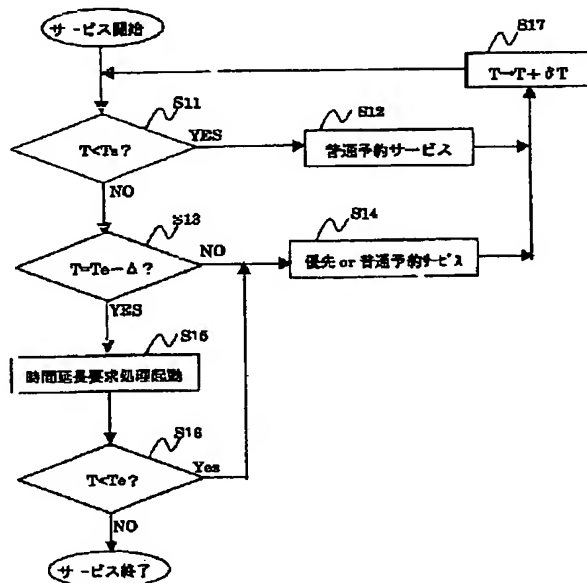 サービス開始
S17
T→T+δT
S11
T<Ts?
YES
S12
普通予約サービス
NO
S13
T=Te-Δ?
NO
S14
優先 or 普通予約サービス
YES
S15
時間延長要求処理起動
S16
T<Te?
Yes
NO
サービス終了